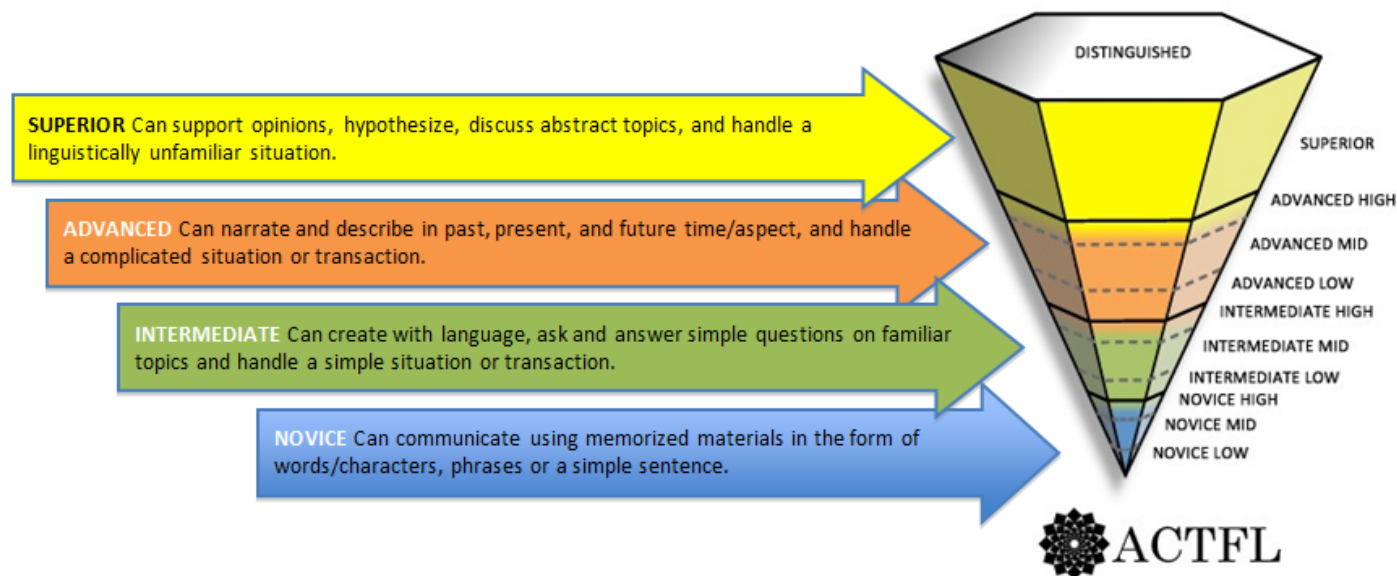 DISTINGUISHED
SUPERIOR Can support opinions, hypothesize, discuss abstract topics, and handle a
linguistically unfamiliar situation.
ADVANCED Can narrate and describe in past, present, and future time/aspect, and handle
a complicated situation or transaction.
INTERMEDIATE Can create with language, ask and answer simple questions on familiar
topics and handle a simple situation or transaction.
NOVICE Can communicate using memorized materials in the form of
words/characters, phrases or a simple sentence.
SUPERIOR
ADVANCED HIGH
ADVANCED MID
ADVANCED LOW
INTERMEDIATE HIGH
INTERMEDIATE MID
INTERMEDIATE LOW
NOVICE HIGH
NOVICE MID
NOVICE LOW
ACTFL